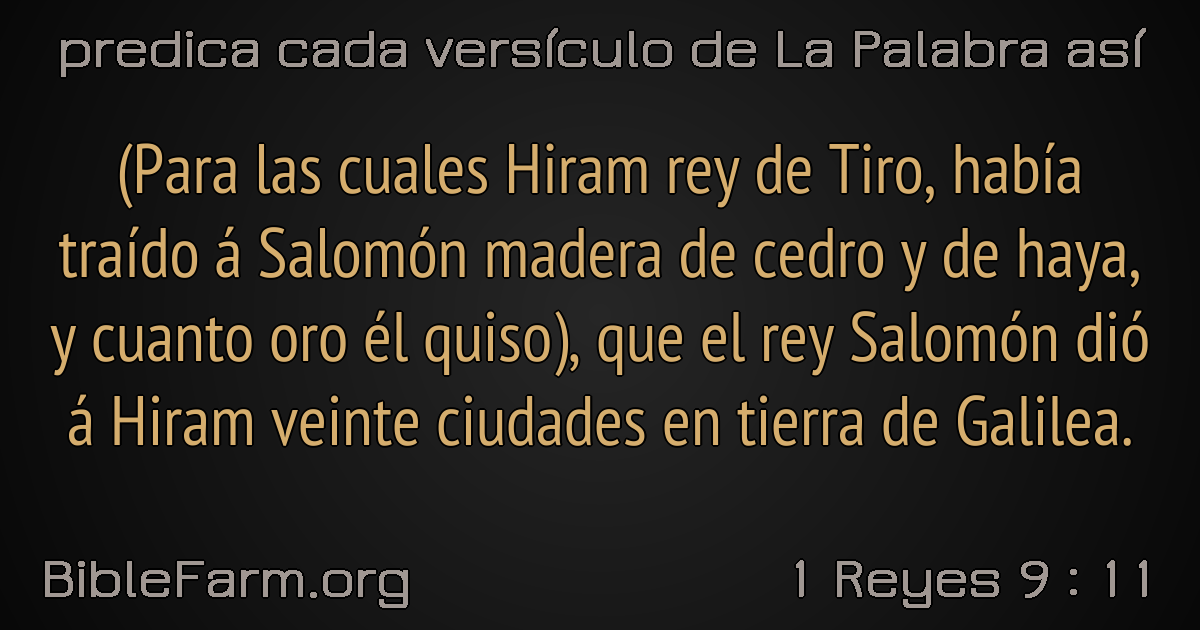 predica cada versículo de La Palabra así
(Para las cuales Hiram rey de Tiro, había
traído á Salomón madera de cedro y de haya,
y cuanto oro él quiso), que el rey Salomón dió
á Hiram veinte ciudades en tierra de Galilea.
BibleFarm.org 1 Reyes 9 : 11